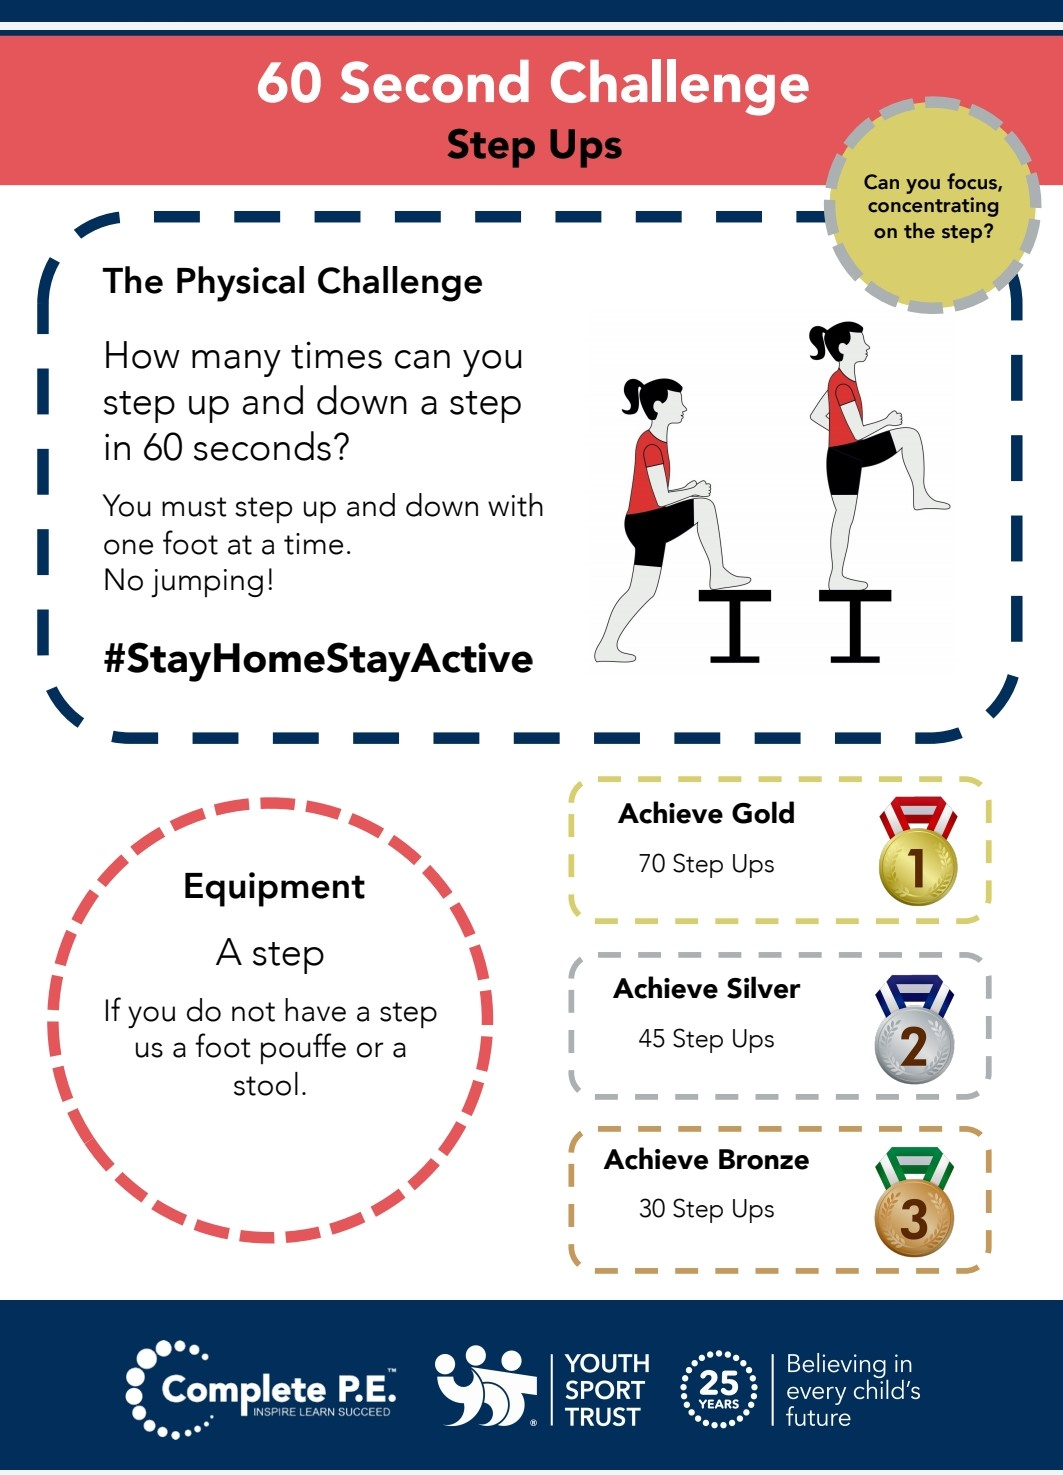 60 Second Challenge
Step Ups
Can you focus,
concentrating
on the step?
The Physical Challenge
How many times can you
step up and down a step
in 60 seconds?
You must step up and down with
one foot at a time.
No jumping!
#StayHomeStayActive
Equipment
A step
If you do not have a step
us a foot pouffe or a
stool.
Achieve Gold
70 Step Ups
1
Achieve Silver
45 Step Ups
2
Achieve Bronze
30 Step Ups
3
Complete P.E.™
INSPIRE LEARN SUCCEED
YOUTH
SPORT
TRUST
®
25
YEARS
Believing in
every child's
future